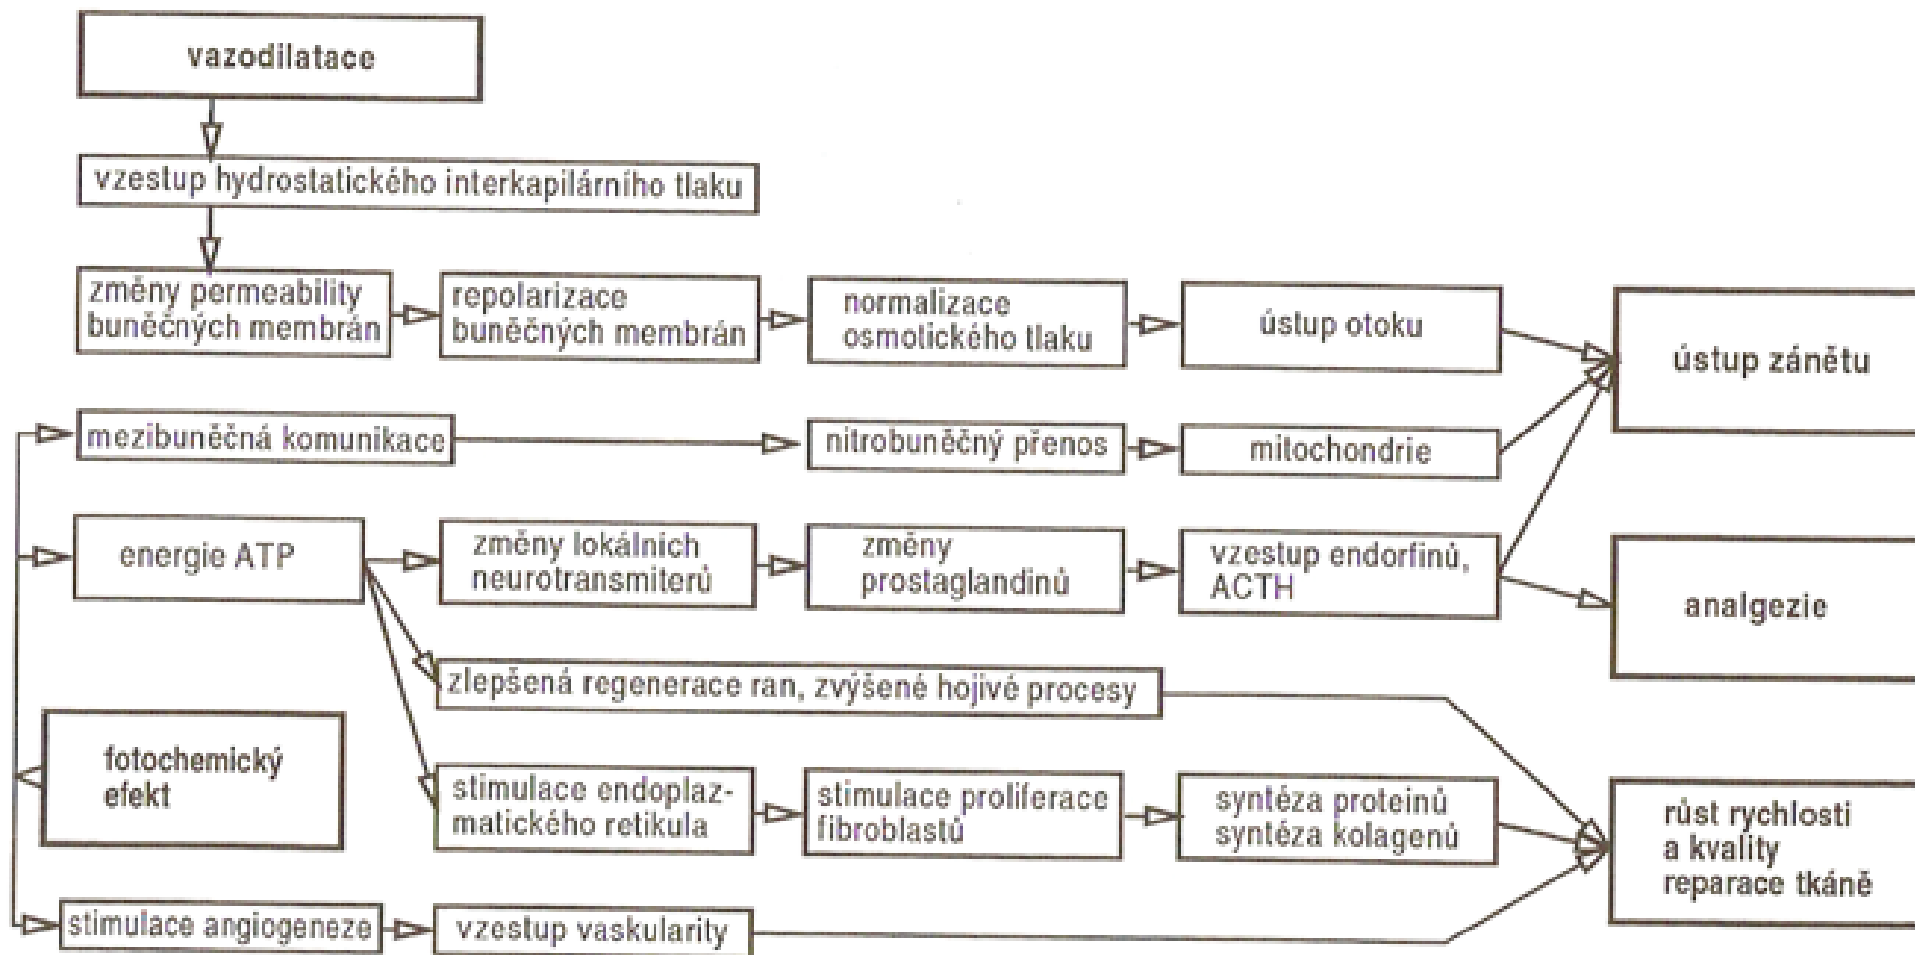 vazodilatace
vzestup hydrostatického interkapilárního tlaku
změny permeability
buněčných membrán
repolarizace
buněčných membrán
normalizace
osmotického tlaku
ústup otoku
ústup zánětu
mezibuněčná komunikace
nitrobuněčný přenos
mitochondrie
energie ATP
změny lokálních
neurotransmiterů
změny
prostaglandinů
vzestup endorfinů,
ACTH
analgezie
zlepšená regenerace ran, zvýšené hojivé procesy
fotochemický
efekt
stimulace endoplaz-
matického retikula
stimulace proliferace
fibroblastů
syntéza proteinů
syntéza kolagenů
růst rychlosti
a kvality
reparace tkáně
stimulace angiogeneze
vzestup vaskularity